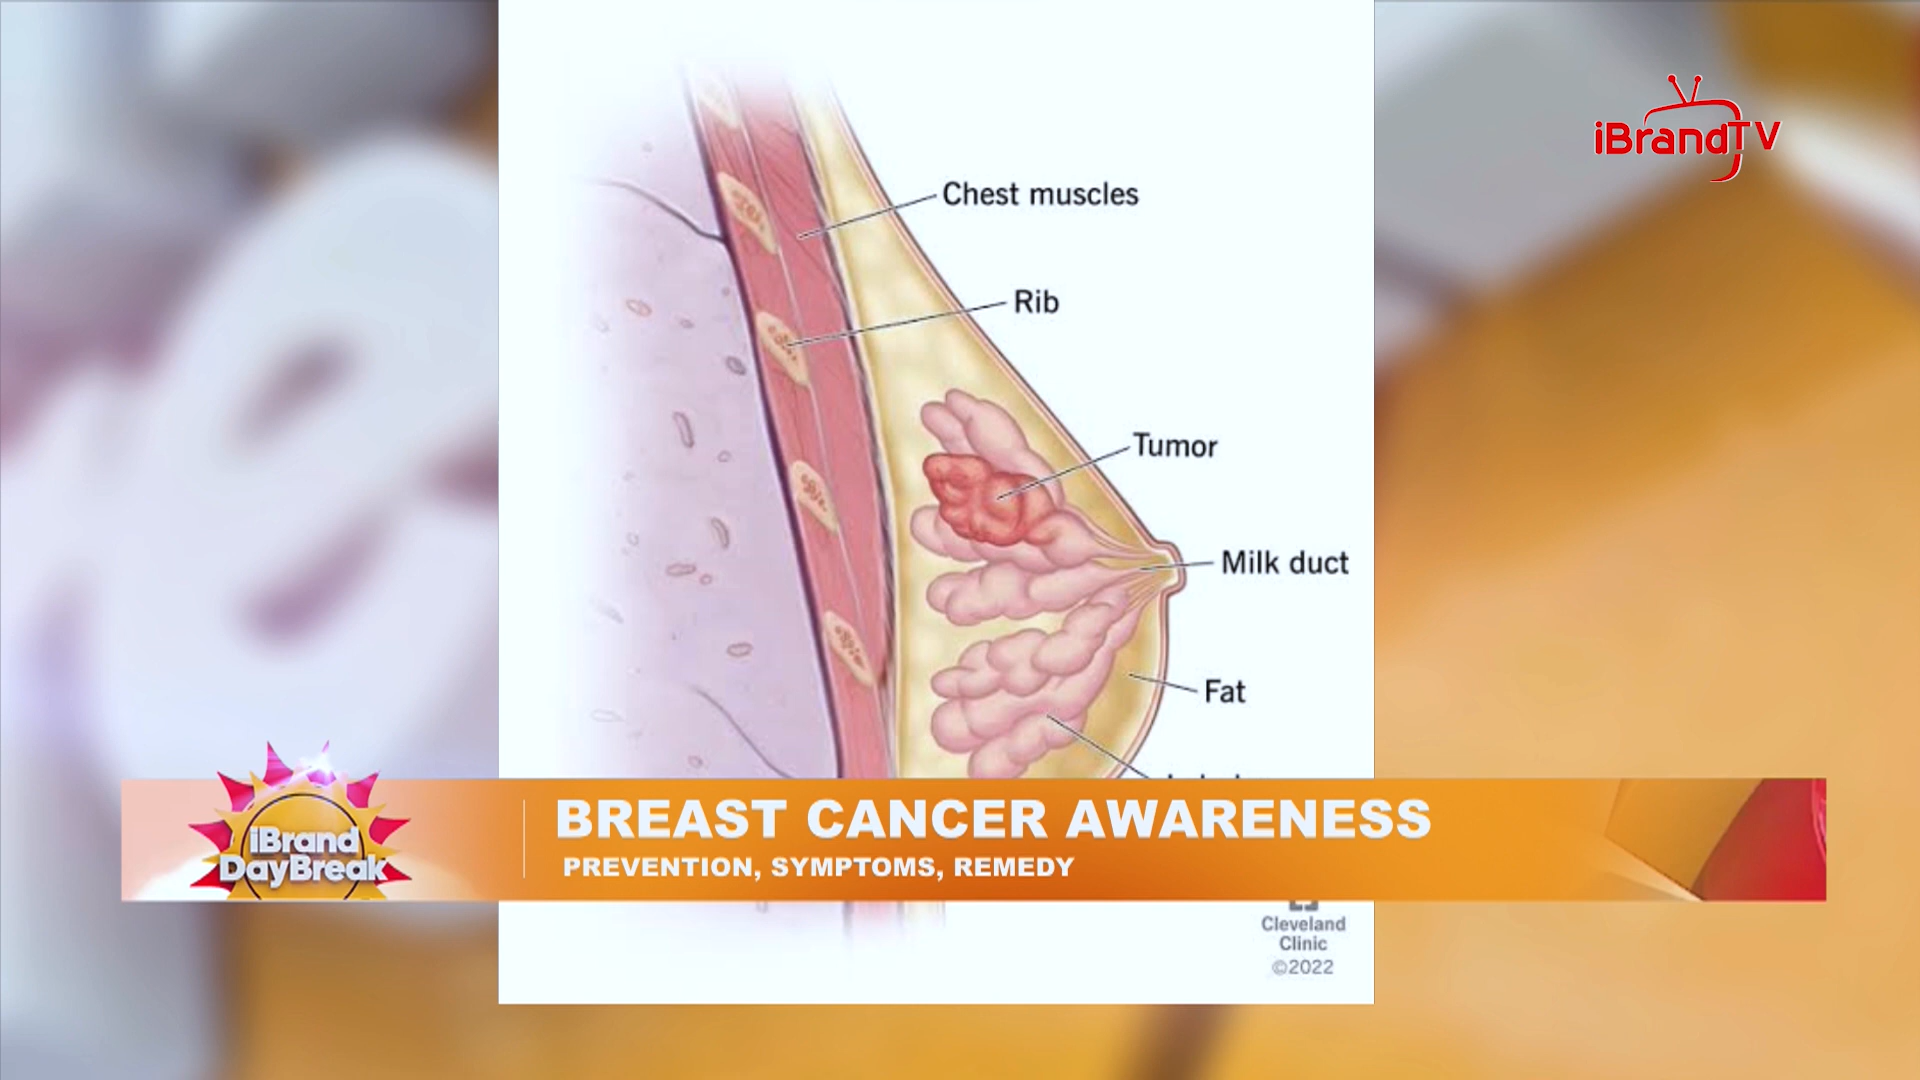 iBrandTV
Chest muscles
Rib
Tumor
Milk duct
Fat
iBrand
DayBreak
BREAST CANCER AWARENESS
PREVENTION, SYMPTOMS, REMEDY
Cleveland
Clinic
©2022